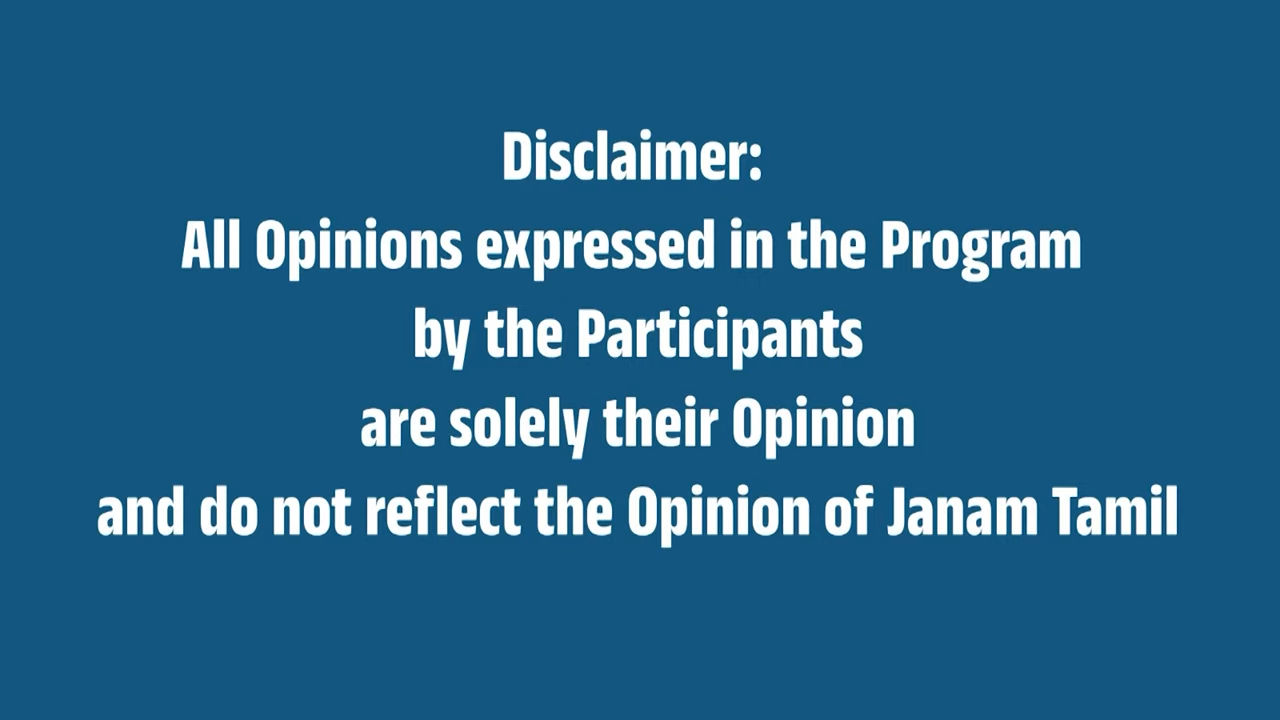 Disclaimer:
All Opinions expressed in the Program
by the Participants
are solely their Opinion
and do not reflect the Opinion of Janam Tamil